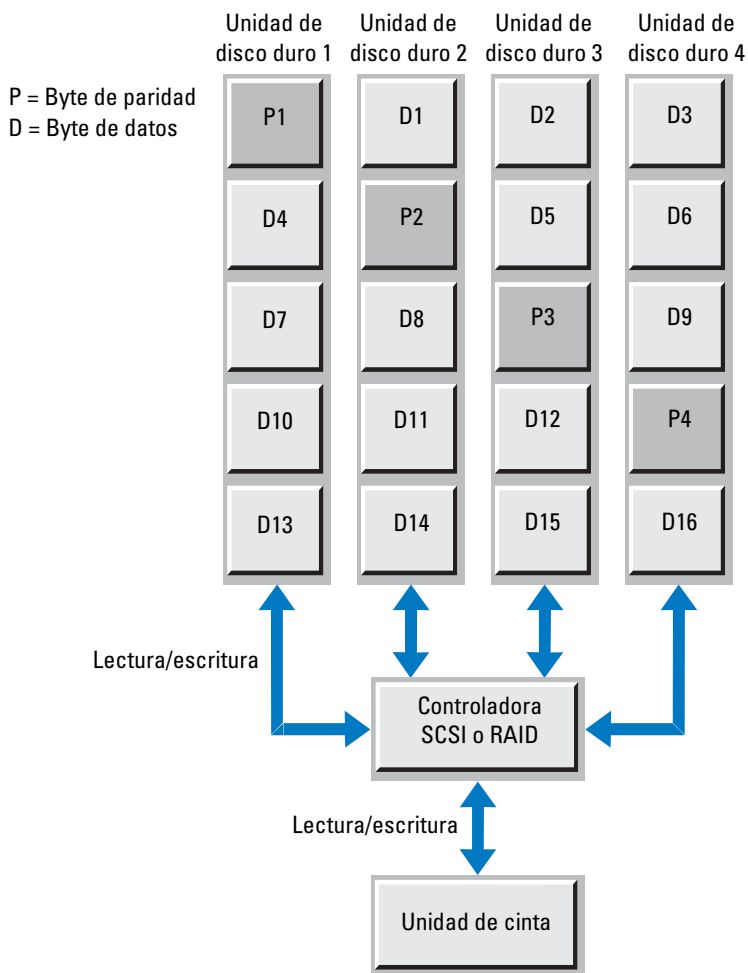 Unidad de
disco duro 1
Unidad de
disco duro 2
Unidad de
disco duro 3
Unidad de
disco duro 4
P = Byte de paridad
D = Byte de datos
P1
D1
D2
D3
D4
P2
D5
D6
D7
D8
P3
D9
D10
D11
D12
P4
D13
D14
D15
D16
Lectura/escritura
Controladora
SCSI o RAID
Lectura/escritura
Unidad de cinta